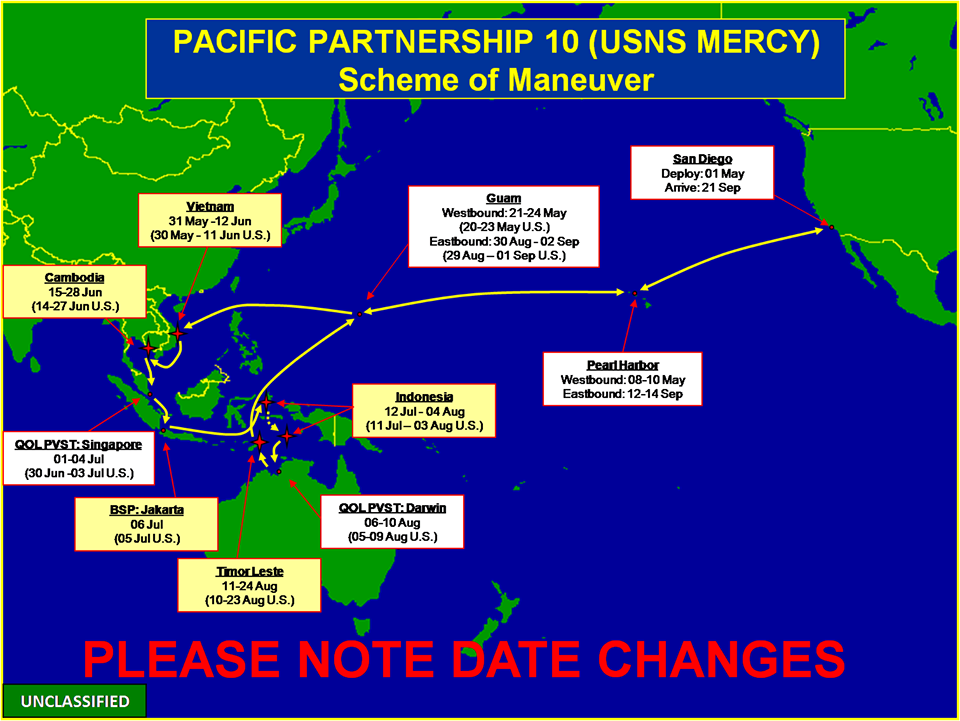 PACIFIC PARTNERSHIP 10 (USNS MERCY)
Scheme of Maneuver
San Diego
Deploy: 01 May
Arrive: 21 Sep
Guam
Westbound: 21-24 May
(20-23 May U.S.)
Eastbound: 30 Aug - 02 Sep
(29 Aug – 01 Sep U.S.)
Vietnam
31 May -12 Jun
(30 May - 11 Jun U.S.)
Cambodia
15-28 Jun
(14-27 Jun U.S.)
Pearl Harbor
Westbound: 08-10 May
Eastbound: 12-14 Sep
Indonesia
12 Jul - 04 Aug
(11 Jul – 03 Aug U.S.)
QOL PVST: Singapore
01-04 Jul
(30 Jun -03 Jul U.S.)
BSP: Jakarta
06 Jul
(05 Jul U.S.)
QOL PVST: Darwin
06-10 Aug
(05-09 Aug U.S.)
Timor Leste
11-24 Aug
(10-23 Aug U.S.)
PLEASE NOTE DATE CHANGES
UNCLASSIFIED